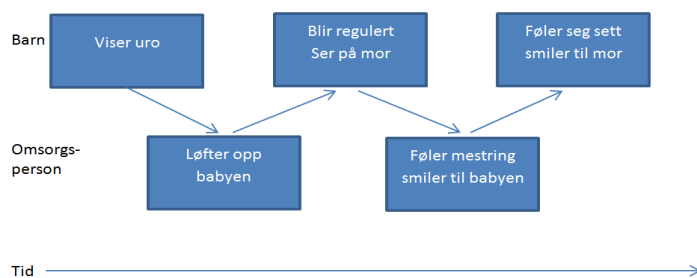 Barn
Viser uro
Blir regulert
Ser på mor
Føler seg sett
smiler til mor
Omsorgs-
person
Løfter opp
babyen
Føler mestring
smiler til babyen
Tid